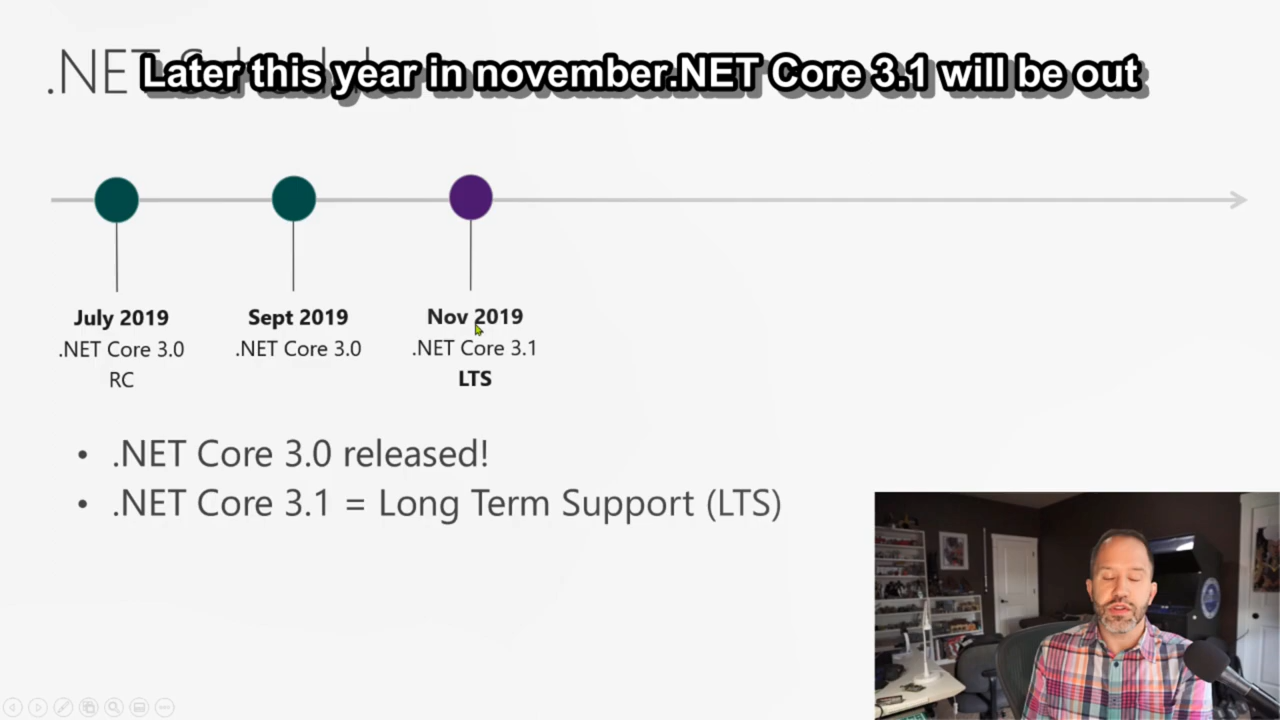 .NET Schedule
Later this year in november.NET Core 3.1 will be out
July 2019
.NET Core 3.0
RC
Sept 2019
.NET Core 3.0
Nov 2019
.NET Core 3.1
LTS
• .NET Core 3.0 released!
• .NET Core 3.1 = Long Term Support (LTS)